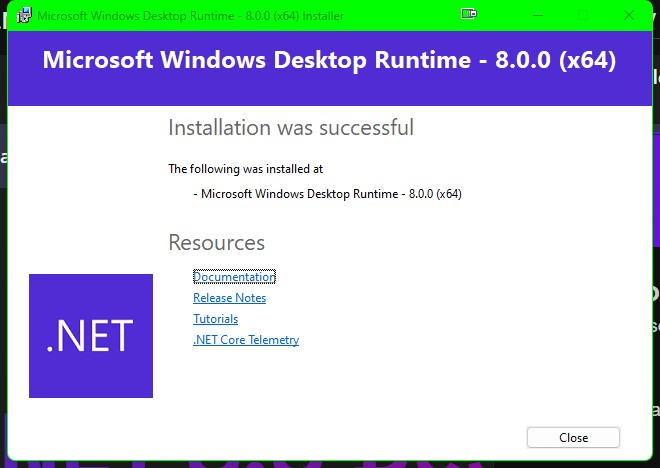 Microsoft Windows Desktop Runtime - 8.0.0 (x64) Installer
Microsoft Windows Desktop Runtime - 8.0.0 (x64)
Installation was successful
The following was installed at
- Microsoft Windows Desktop Runtime - 8.0.0 (x64)
Resources
Documentation
Release Notes
Tutorials
.NET Core Telemetry
.NET
Close